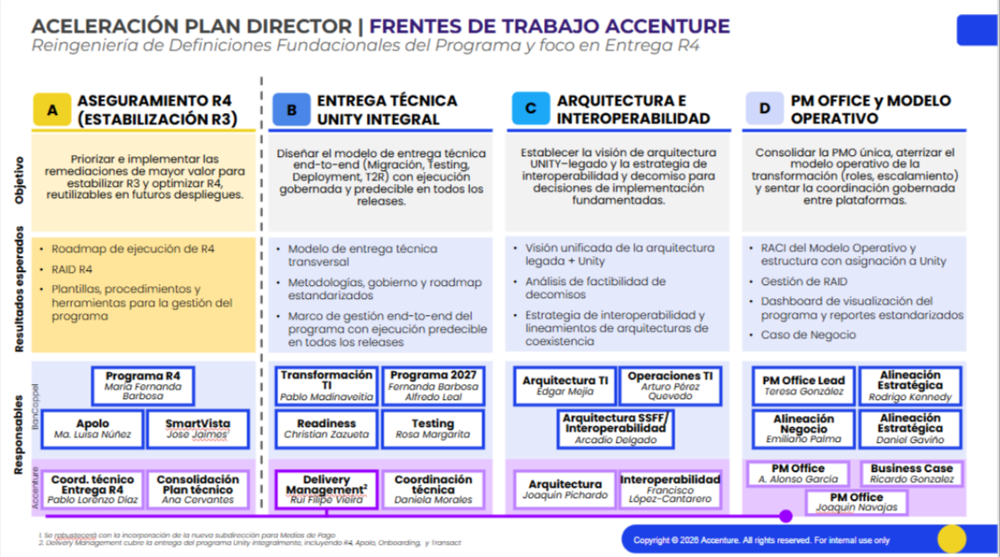 ACELERACIÓN PLAN DIRECTOR | FRENTES DE TRABAJO ACCENTURE
Reingeniería de Definiciones Fundacionales del Programa y foco en Entrega R4
A
ASEGURAMIENTO R4
(ESTABILIZACIÓN R3)
B
ENTREGA TÉCNICA
UNITY INTEGRAL
C
ARQUITECTURA E
INTEROPERABILIDAD
D
PM OFFICE y MODELO
OPERATIVO
Objetivo
Priorizar e implementar las
remediaciones de mayor valor para
estabilizar R3 y optimizar R4,
reutilizables en futuros despliegues.
Diseñar el modelo de entrega técnica
end-to-end (Migración, Testing,
Deployment, T2R) con ejecución
gobernada y predecible en todos los
releases.
Establecer la visión de arquitectura
UNITY–legado y la estrategia de
interoperabilidad y decomiso para
decisiones de implementación
fundamentadas.
Consolidar la PMO única, aterrizar el
modelo operativo de la
transformación (roles, escalamiento)
y sentar la coordinación gobernada
entre plataformas.
Resultados esperados
• Roadmap de ejecución de R4
• RAID R4
• Plantillas, procedimientos y
herramientas para la gestión del
programa
• Modelo de entrega técnica
transversal
• Metodologías, gobierno y roadmap
estandarizados
• Marco de gestión end-to-end del
programa con ejecución predecible
en todos los releases
• Visión unificada de la arquitectura
legada + Unity
• Análisis de factibilidad de
decomisos
• Estrategia de interoperabilidad y
lineamientos de arquitecturas de
coexistencia
• RACI del Modelo Operativo y
estructura con asignación a Unity
• Gestión de RAID
• Dashboard de visualización del
programa y reportes estandarizados
• Caso de Negocio
Responsables
BanCoppel
Programa R4
Maria Fernanda
Barbosa
Apolo
Ma. Luisa Núñez
SmartVista
Jose Jaimes¹
Transformación
TI
Pablo Madinaveitia
Programa 2027
Fernanda Barbosa
Alfredo Leal
Readiness
Christian Zazueta
Testing
Rosa Margarita
Arquitectura TI
Edgar Mejía
Operaciones TI
Arturo Pérez
Quevedo
Arquitectura SSFF/
Interoperabilidad
Arcadio Delgado
PM Office Lead
Teresa González
Alineación
Estratégica
Rodrigo Kennedy
Alineación
Negocio
Emiliano Palma
Alineación
Estratégica
Daniel Gaviño
Accenture
Coord. técnico
Entrega R4
Pablo Lorenzo Díaz
Consolidación
Plan técnico
Ana Cervantes
Delivery
Management²
Rui Filipe Vieira
Coordinación
técnica
Daniela Morales
Arquitectura
Joaquín Pichardo
Interoperabilidad
Francisco
López-Cantarero
PM Office
A. Alonso García
Business Case
Ricardo Gonzalez
PM Office
Joaquín Navajas
1. Se robustecerá con la incorporación de la nueva subdirección para Medios de Pago
2. Delivery Management cubre la entrega del programa Unity integralmente, incluyendo R4, Apolo, Onboarding, y Transact
Copyright © 2026 Accenture. All rights reserved. For internal use only